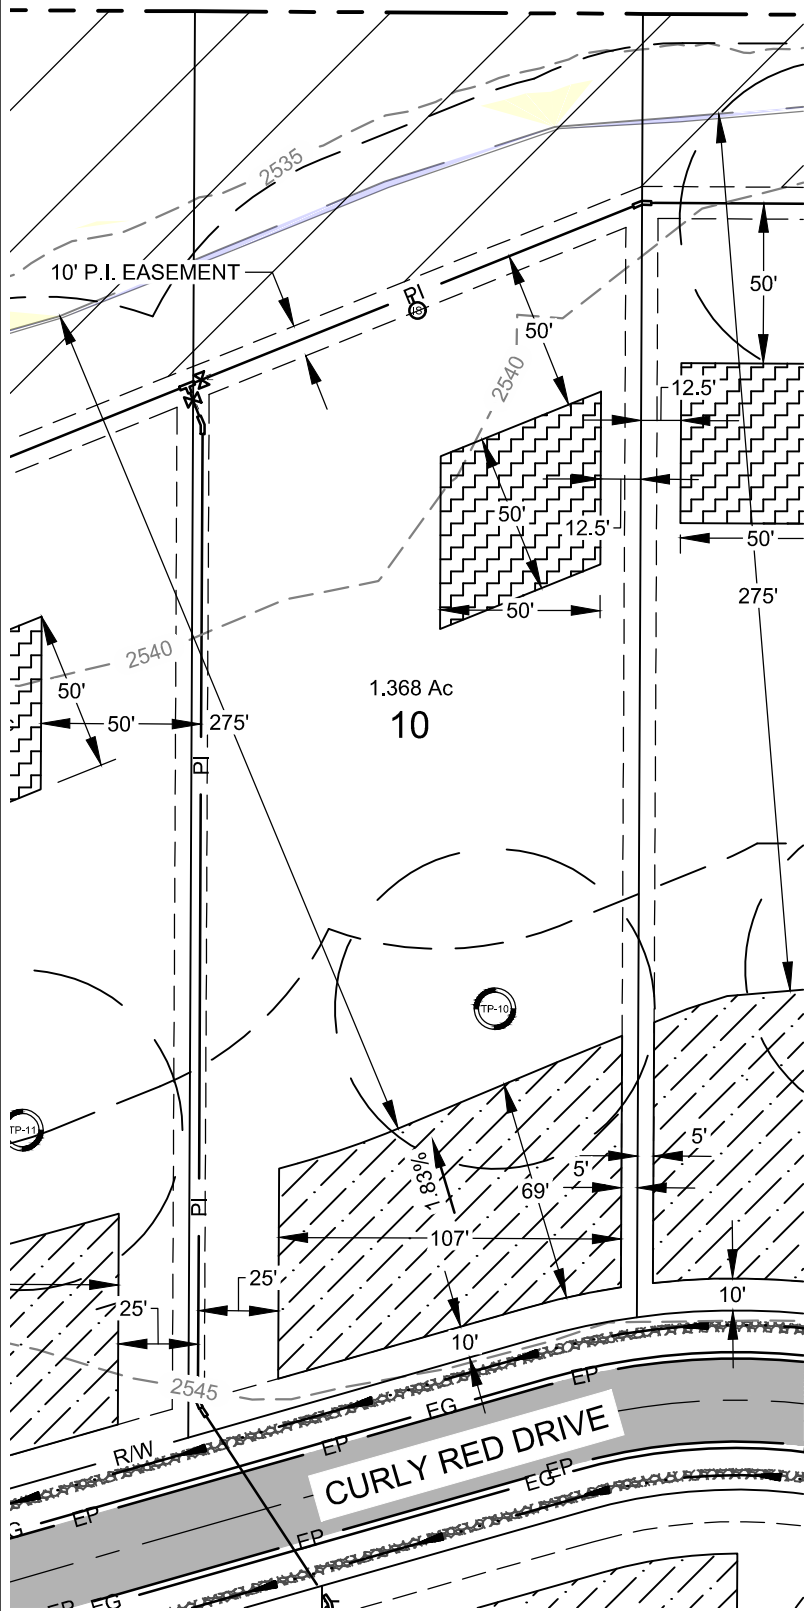 2535
10' P.I. EASEMENT
PI
50'
50'
2540
12.5'
50'
12.5'
50'
50'
275'
2540
50'
50'
275'
1.368 Ac
10
PI
TP-10
TP-11
5'
5'
1.83%
69'
PI
107'
25'
25'
10'
10'
2545
EP
EG
R/W
EP
CURLY RED DRIVE
EP
EG
EP
EP
EP
EG